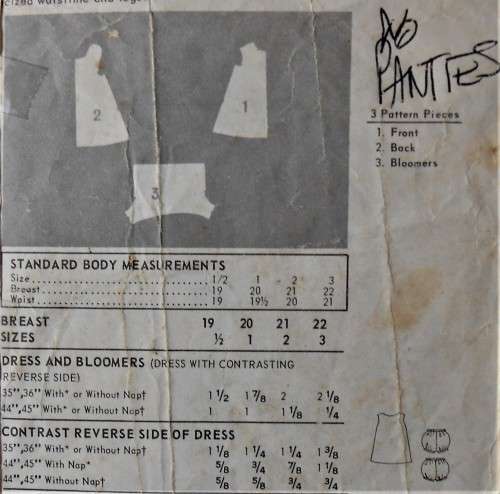 sized waistline and legs
No
PANTIES
2
1
3
3 Pattern Pieces
1. Front
2. Back
3. Bloomers
STANDARD BODY MEASUREMENTS
Size 1/2 1 2 3
Breast 19 20 21 22
Waist 19 19½ 20 21
BREAST 19 20 21 22
SIZES ½ 1 2 3
DRESS AND BLOOMERS (DRESS WITH CONTRASTING
REVERSE SIDE)
35'',36'' With* or Without Nap† 1 1/2 1 7/8 2 2 1/8
44'',45'' With* or Without Nap† 1 1 1 1/8 1/4
CONTRAST REVERSE SIDE OF DRESS
35'',36'' With* or Without Nap† 1 1/8 1 1/4 1 1/4 1 3/8
44'',45'' With Nap* 5/8 3/4 7/8 1 1/8
44'',45'' Without Nap† 5/8 5/8 3/4 3/4